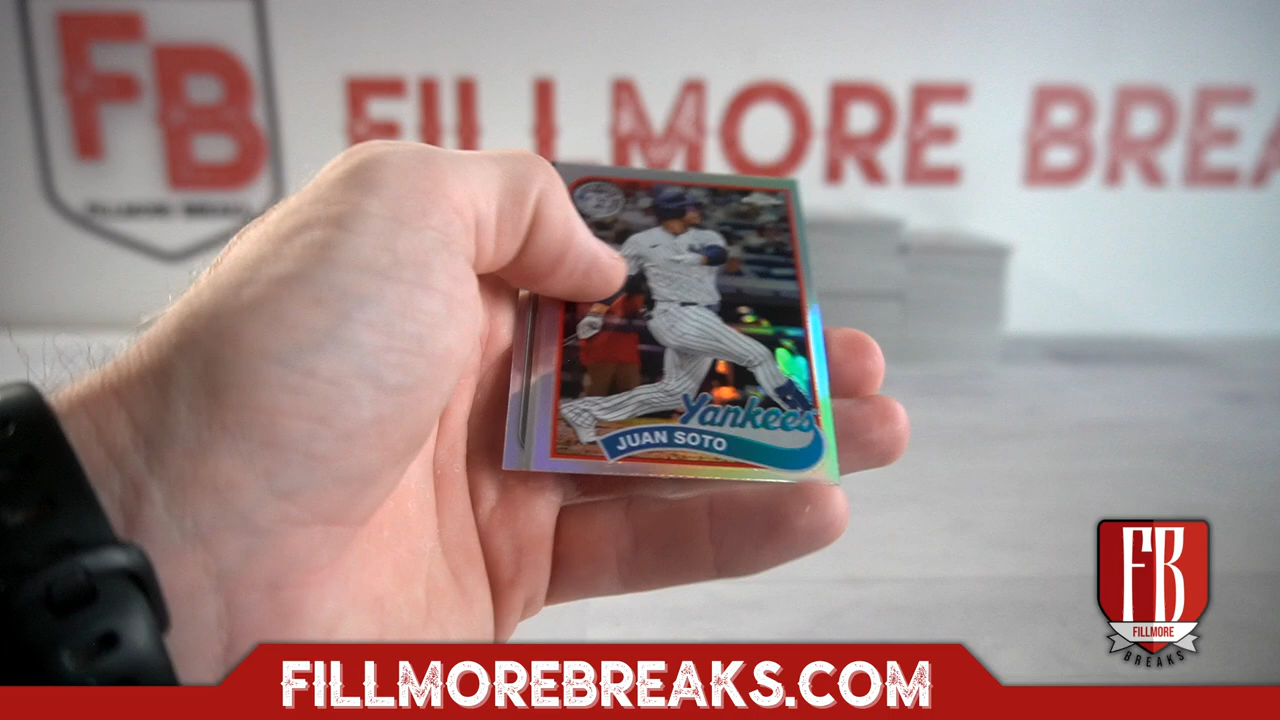 FB
FILLMORE BREAKS
FILLMORE BREA
Yankees
JUAN SOTO
FB
FILLMORE
BREAKS
FILLMOREBREAKS.COM